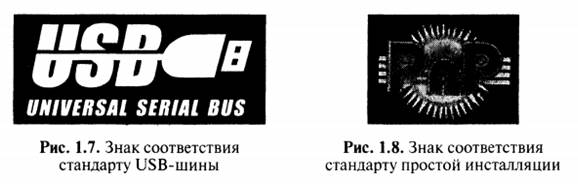 USB
UNIVERSAL SERIAL BUS
Рис. 1.7. Знак соответствия
стандарту USB-шины
PnP
Рис. 1.8. Знак соответствия
стандарту простой инсталляции